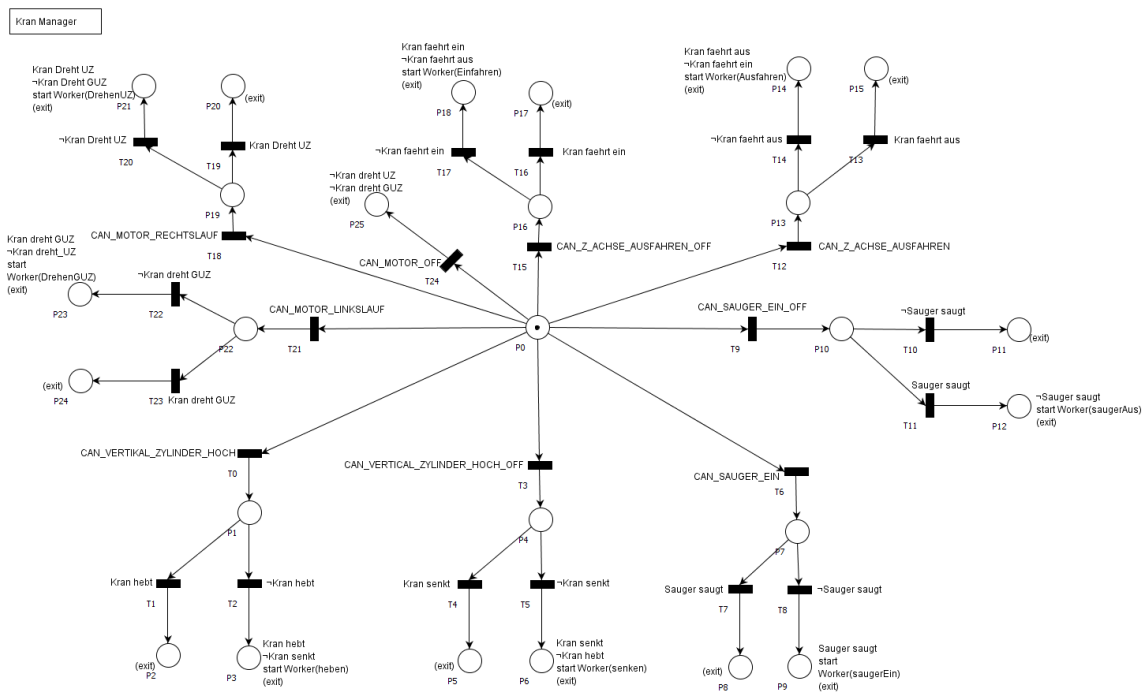 Kran Manager
Kran Dreht UZ
¬Kran Dreht GUZ
start Worker(DrehenUZ)
(exit)
P21
P20
(exit)
¬Kran Dreht UZ
T20
Kran Dreht UZ
T19
P19
CAN_MOTOR_RECHTSLAUF
T18
Kran faehrt ein
¬Kran faehrt aus
start Worker(Einfahren)
(exit)
P18
P17
(exit)
¬Kran faehrt ein
T17
Kran faehrt ein
T16
P16
CAN_Z_ACHSE_AUSFAHREN_OFF
T15
Kran faehrt aus
¬Kran faehrt ein
start Worker(Ausfahren)
(exit)
P14
P15
(exit)
¬Kran faehrt aus
T14
Kran faehrt aus
T13
P13
CAN_Z_ACHSE_AUSFAHREN
T12
¬Kran dreht UZ
¬Kran dreht GUZ
(exit)
P25
CAN_MOTOR_OFF
T24
Kran dreht GUZ
¬Kran dreht_UZ
start
Worker(DrehenGUZ)
(exit)
P23
¬Kran dreht GUZ
T22
P22
CAN_MOTOR_LINKSLAUF
T21
(exit)
P24
T23
Kran dreht GUZ
P0
CAN_SAUGER_EIN_OFF
T9
P10
¬Sauger saugt
T10
P11
(exit)
Sauger saugt
T11
P12
¬Sauger saugt
start Worker(saugerAus)
(exit)
CAN_VERTIKAL_ZYLINDER_HOCH
T0
P1
Kran hebt
T1
¬Kran hebt
T2
(exit)
P2
P3
Kran hebt
¬Kran senkt
start Worker(heben)
(exit)
CAN_VERTICAL_ZYLINDER_HOCH_OFF
T3
P4
Kran senkt
T4
¬Kran senkt
T5
(exit)
P5
P6
Kran senkt
¬Kran hebt
start Worker(senken)
(exit)
CAN_SAUGER_EIN
T6
P7
Sauger saugt
T7
¬Sauger saugt
T8
(exit)
P8
P9
Sauger saugt
start
Worker(saugerEin)
(exit)